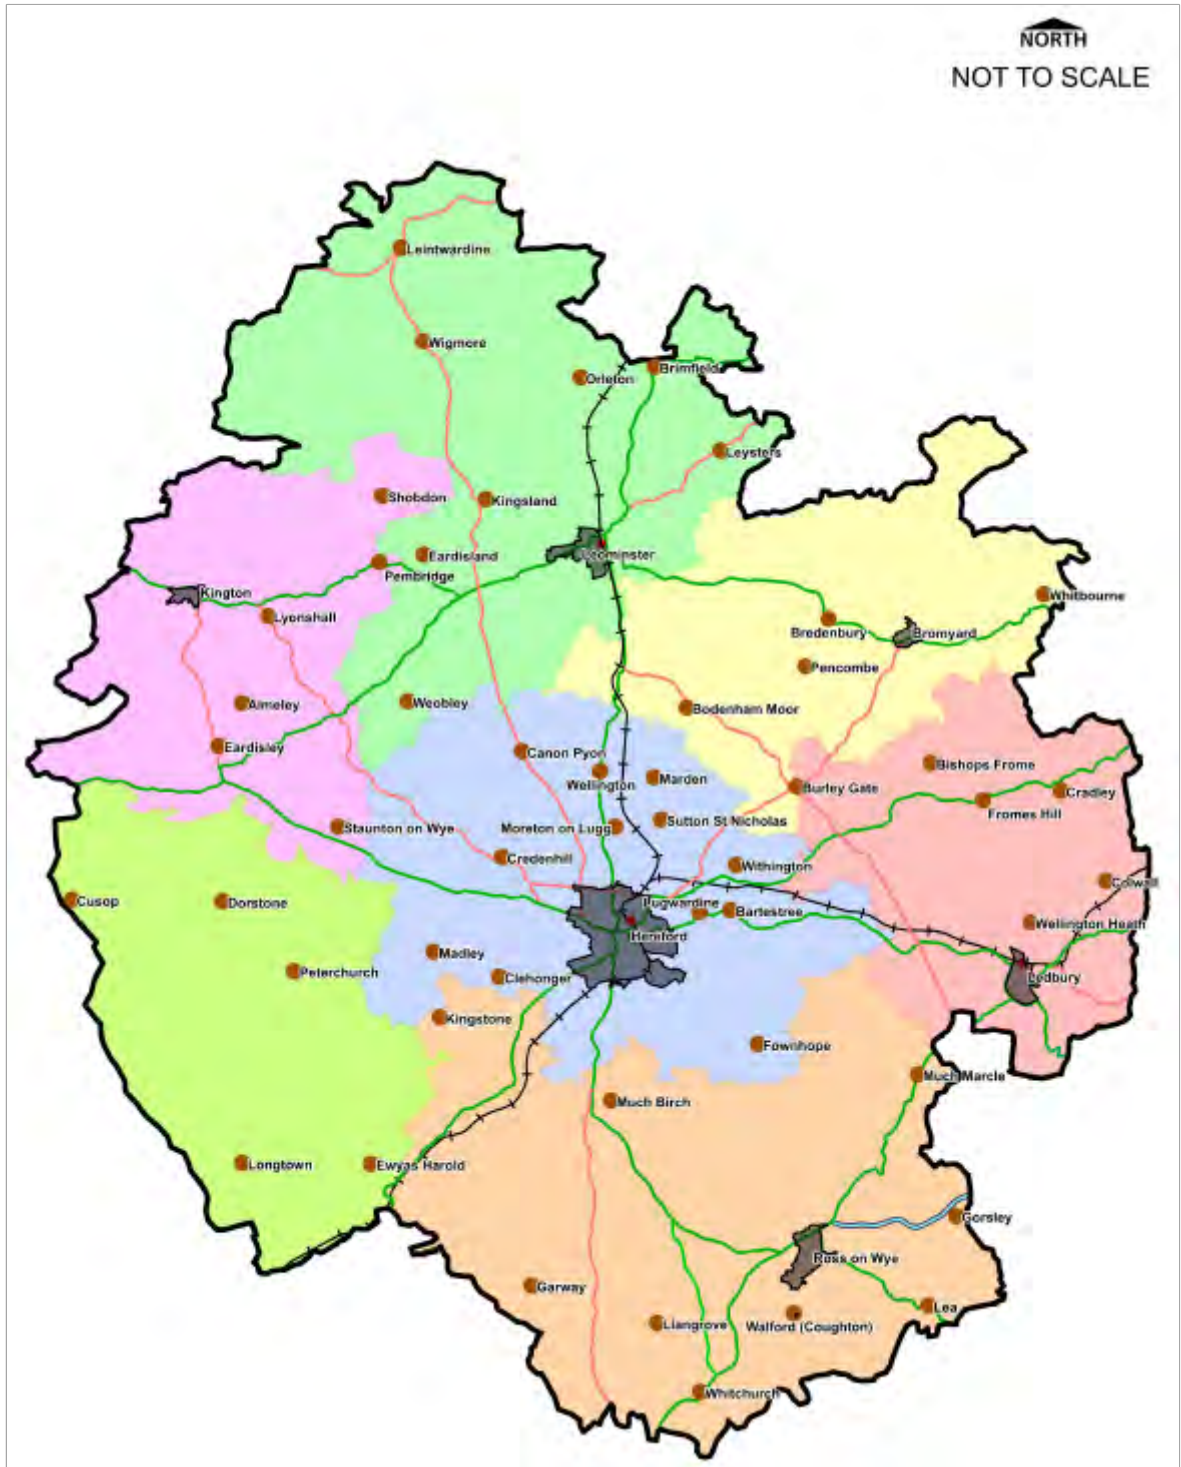 NORTH
NOT TO SCALE
Leintwardine
Wigmore
Brimfield
Orleton
Leysters
Shobdon
Kingsland
Eardisland
Leominster
Pembridge
Kington
Whitbourne
Lyonshall
Bredenbury
Bromyard
Pencombe
Almeley
Weobley
Bodenham Moor
Eardisley
Canon Pyon
Bishops Frome
Marden
Wellington
Burley Gate
Cradley
Fromes Hill
Sutton St Nicholas
Staunton on Wye
Moreton on Lugg
Credenhill
Withington
Colwall
Cusop
Dorstone
Lugwardine
Bartestree
Wellington Heath
Hereford
Madley
Peterchurch
Clehonger
Ledbury
Kingstone
Fownhope
Much Marcle
Much Birch
Longtown
Ewyas Harold
Gorsley
Ross on Wye
Garway
Lea
Llangrove
Walford (Coughton)
Whitchurch